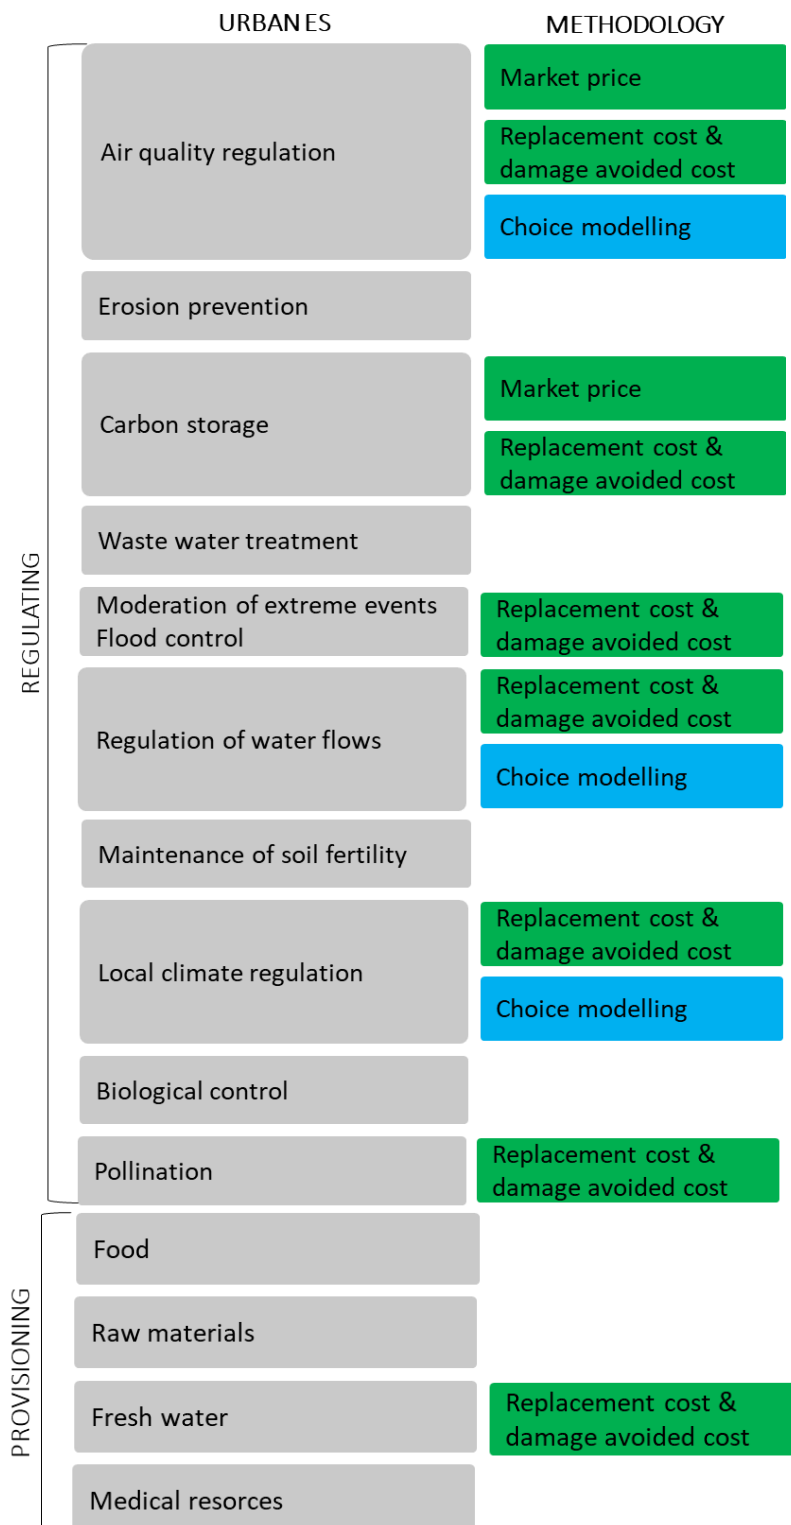 URBAN ES
METHODOLOGY
REGULATING
Air quality regulation
Market price
Replacement cost &
damage avoided cost
Choice modelling
Erosion prevention
Carbon storage
Market price
Replacement cost &
damage avoided cost
Waste water treatment
Moderation of extreme events
Flood control
Replacement cost &
damage avoided cost
Regulation of water flows
Replacement cost &
damage avoided cost
Choice modelling
Maintenance of soil fertility
Local climate regulation
Replacement cost &
damage avoided cost
Choice modelling
Biological control
Pollination
Replacement cost &
damage avoided cost
PROVISIONING
Food
Raw materials
Fresh water
Replacement cost &
damage avoided cost
Medical resorces